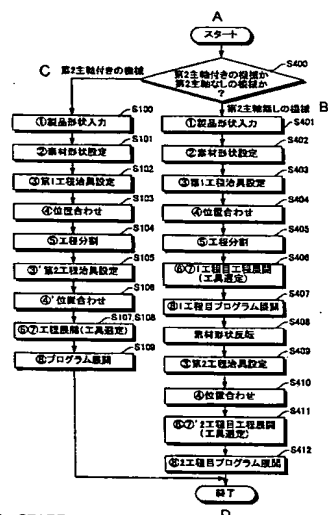 A
スタート
S400
第2主軸付きの機械か
第2主軸なしの機械か
?
C
第2主軸付きの機械
第2主軸無しの機械
B
S100
①製品形状入力
S101
②素材形状設定
S102
③第1工程治具設定
S103
④位置合わせ
S104
⑤工程分割
S105
③'第2工程治具設定
S106
④'位置合わせ
S107,S108
⑥⑦工程展開(工具選定)
S109
⑧プログラム展開
S401
①製品形状入力
S402
②素材形状設定
S403
③第1工程治具設定
S404
④位置合わせ
S405
⑤工程分割
S406
⑥⑦1工程目工程展開
(工具選定)
S407
⑧1工程目プログラム展開
S408
素材形状反転
S409
③第2工程治具設定
S410
④位置合わせ
S411
⑥⑦'2工程目工程展開
(工具選定)
S412
⑧2工程目プログラム展開
終了